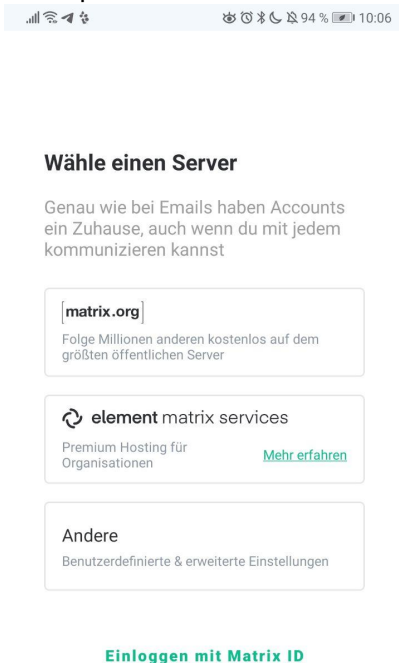 94 % 10:06
Wähle einen Server
Genau wie bei Emails haben Accounts
ein Zuhause, auch wenn du mit jedem
kommunizieren kannst
[matrix.org]
Folge Millionen anderen kostenlos auf dem
größten öffentlichen Server
element matrix services
Premium Hosting für
Organisationen
Mehr erfahren
Andere
Benutzerdefinierte & erweiterte Einstellungen
Einloggen mit Matrix ID